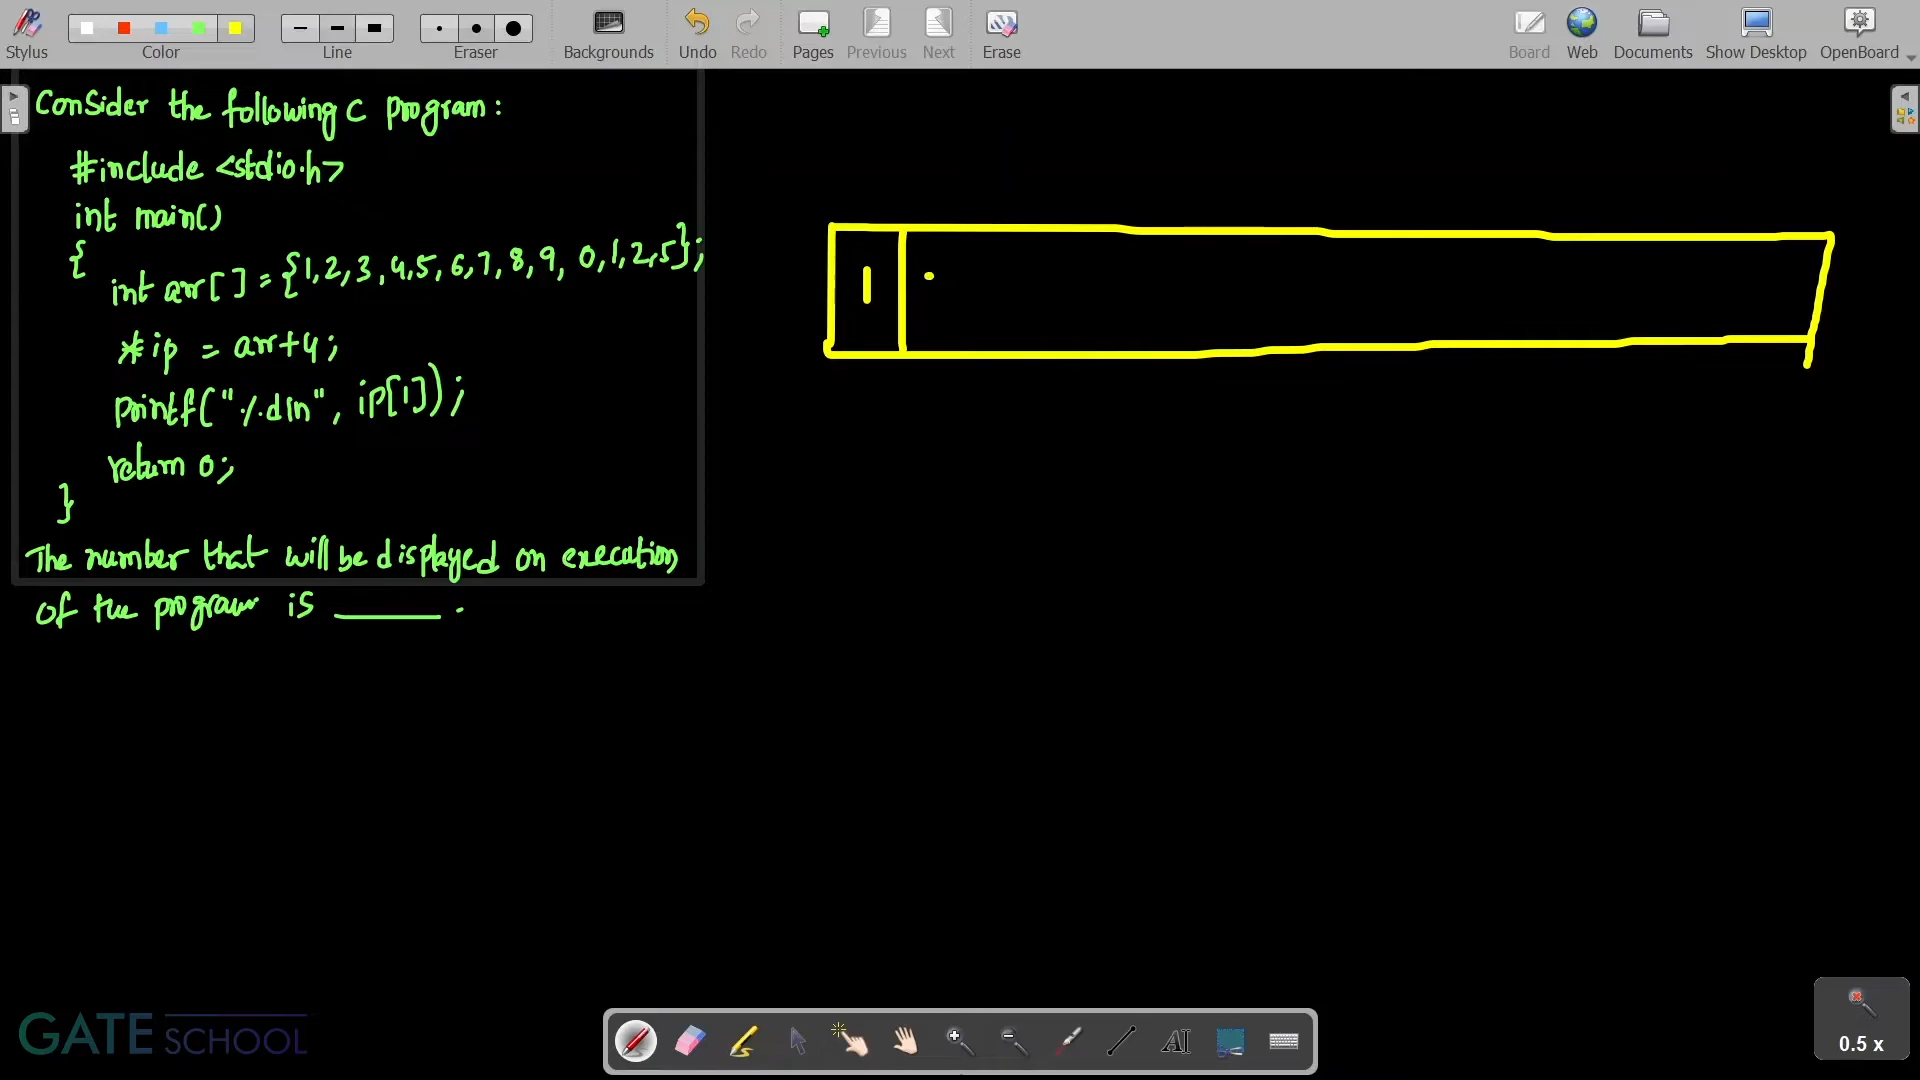 Stylus
Color
Line
Eraser
Backgrounds
Undo
Redo
Pages
Previous
Next
Erase
Board
Web
Documents
Show Desktop
OpenBoard
Consider the following C program :
#include <stdio.h>
int main()
{
int arr[] = {1,2,3,4,5,6,7,8,9,0,1,2,5};
*ip = arr+4;
printf("%d\n", ip[1]);
return 0;
}
The number that will be displayed on execution
of the program is ______ .
1
GATE SCHOOL
0.5 x